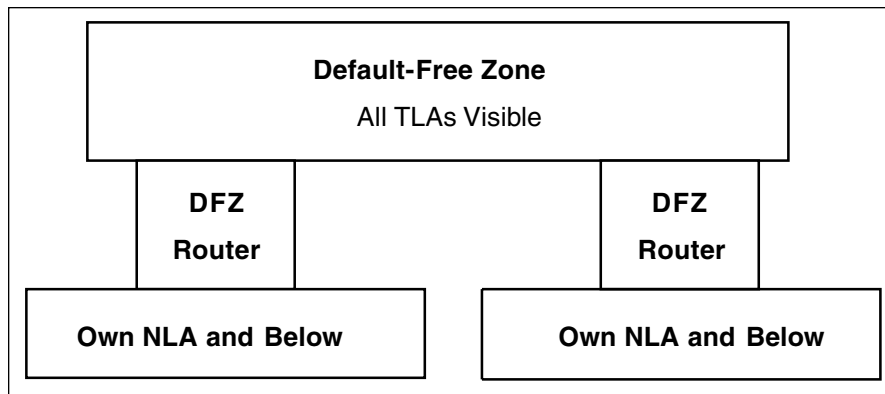 Default-Free Zone
All TLAs Visible
DFZ
Router
DFZ
Router
Own NLA and Below
Own NLA and Below